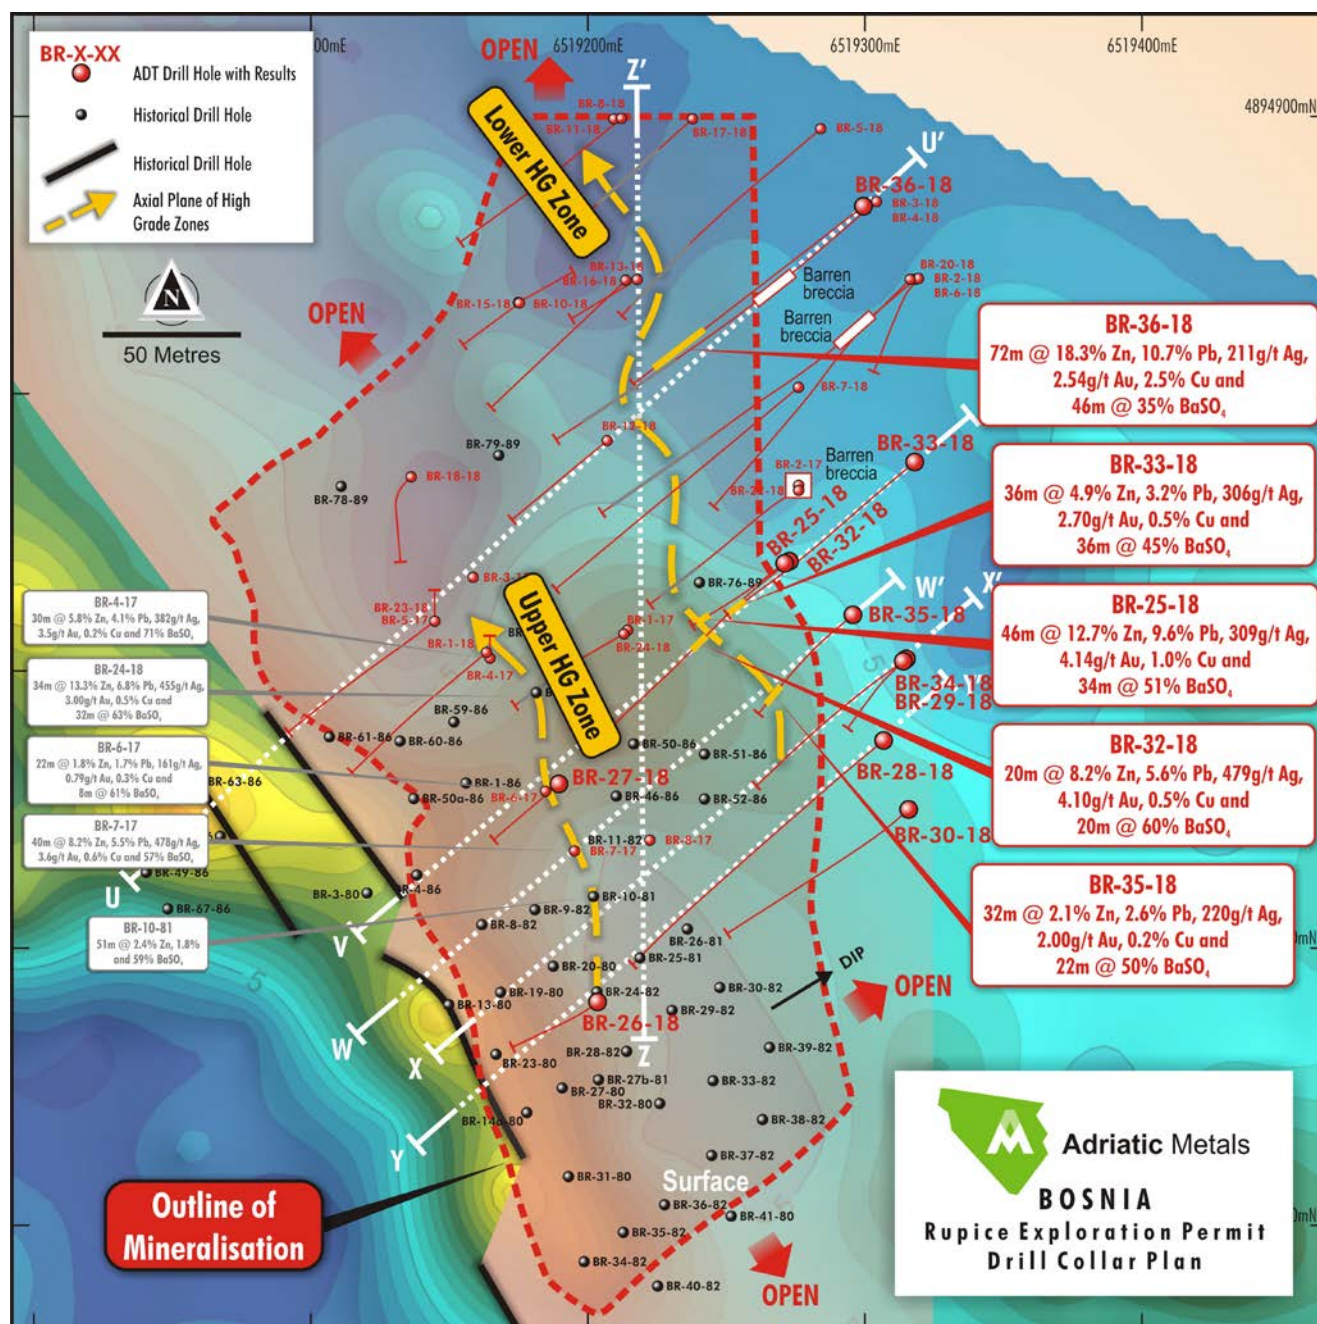 BR-X-XX
ADT Drill Hole with Results
Historical Drill Hole
Historical Drill Hole
Axial Plane of High
Grade Zones
N
50 Metres
00mE
6519200mE
6519300mE
6519400mE
4894900mN
OPEN
Z'
BR-8-18
BR-11-18
BR-17-18
BR-5-18
U'
Lower HG Zone
BR-36-18
BR-3-18
BR-4-18
BR-13-18
BR-16-18
BR-15-18
BR-10-18
BR-20-18
BR-2-18
BR-6-18
Barren
breccia
Barren
breccia
OPEN
BR-7-18
BR-12-18
BR-79-89
BR-78-89
BR-18-18
BR-33-18
Barren
breccia
BR-2-17
BR-25-18
BR-32-18
BR-36-18
72m @ 18.3% Zn, 10.7% Pb, 211g/t Ag,
2.54g/t Au, 2.5% Cu and
46m @ 35% BaSO₄
BR-33-18
36m @ 4.9% Zn, 3.2% Pb, 306g/t Ag,
2.70g/t Au, 0.5% Cu and
36m @ 45% BaSO₄
BR-25-18
46m @ 12.7% Zn, 9.6% Pb, 309g/t Ag,
4.14g/t Au, 1.0% Cu and
34m @ 51% BaSO₄
BR-32-18
20m @ 8.2% Zn, 5.6% Pb, 479g/t Ag,
4.10g/t Au, 0.5% Cu and
20m @ 60% BaSO₄
BR-35-18
32m @ 2.1% Zn, 2.6% Pb, 220g/t Ag,
2.00g/t Au, 0.2% Cu and
22m @ 50% BaSO₄
BR-4-17
30m @ 5.8% Zn, 4.1% Pb, 382g/t Ag,
3.5g/t Au, 0.2% Cu and 71% BaSO₄
BR-24-18
34m @ 13.3% Zn, 6.8% Pb, 455g/t Ag,
3.00g/t Au, 0.5% Cu and
32m @ 63% BaSO₄
BR-6-17
22m @ 1.8% Zn, 1.7% Pb, 161g/t Ag,
0.79g/t Au, 0.3% Cu and
8m @ 61% BaSO₄
BR-7-17
40m @ 8.2% Zn, 5.5% Pb, 478g/t Ag,
3.6g/t Au, 0.6% Cu and 57% BaSO₄
BR-10-81
51m @ 2.4% Zn, 1.8%
and 59% BaSO₄
BR-76-89
W'
X'
BR-23-18
BR-5-17
BR-1-18
BR-4-17
BR-1-17
BR-24-18
Upper HG Zone
BR-35-18
BR-34-18
BR-29-18
BR-28-18
BR-30-18
BR-59-86
BR-61-86
BR-60-86
BR-50-86
BR-51-86
BR-63-86
BR-1-86
BR-50a-86
BR-6-17
BR-27-18
BR-46-86
BR-52-86
BR-11-82
BR-8-17
BR-7-17
BR-49-86
U
BR-67-86
BR-3-80
BR-4-86
V
BR-10-81
BR-9-82
BR-8-82
BR-26-81
BR-25-81
BR-20-80
DIP
OPEN
BR-19-80
BR-24-82
BR-30-82
BR-13-80
BR-29-82
BR-26-18
W
X
Z
BR-28-82
BR-39-82
BR-23-80
BR-27b-81
BR-27-80
BR-33-82
BR-32-80
BR-38-82
BR-14a-80
Y
BR-37-82
BR-31-80
Surface
BR-36-82
BR-41-80
BR-35-82
BR-34-82
BR-40-82
OPEN
Outline of
Mineralisation
Adriatic Metals
BOSNIA
Rupice Exploration Permit
Drill Collar Plan